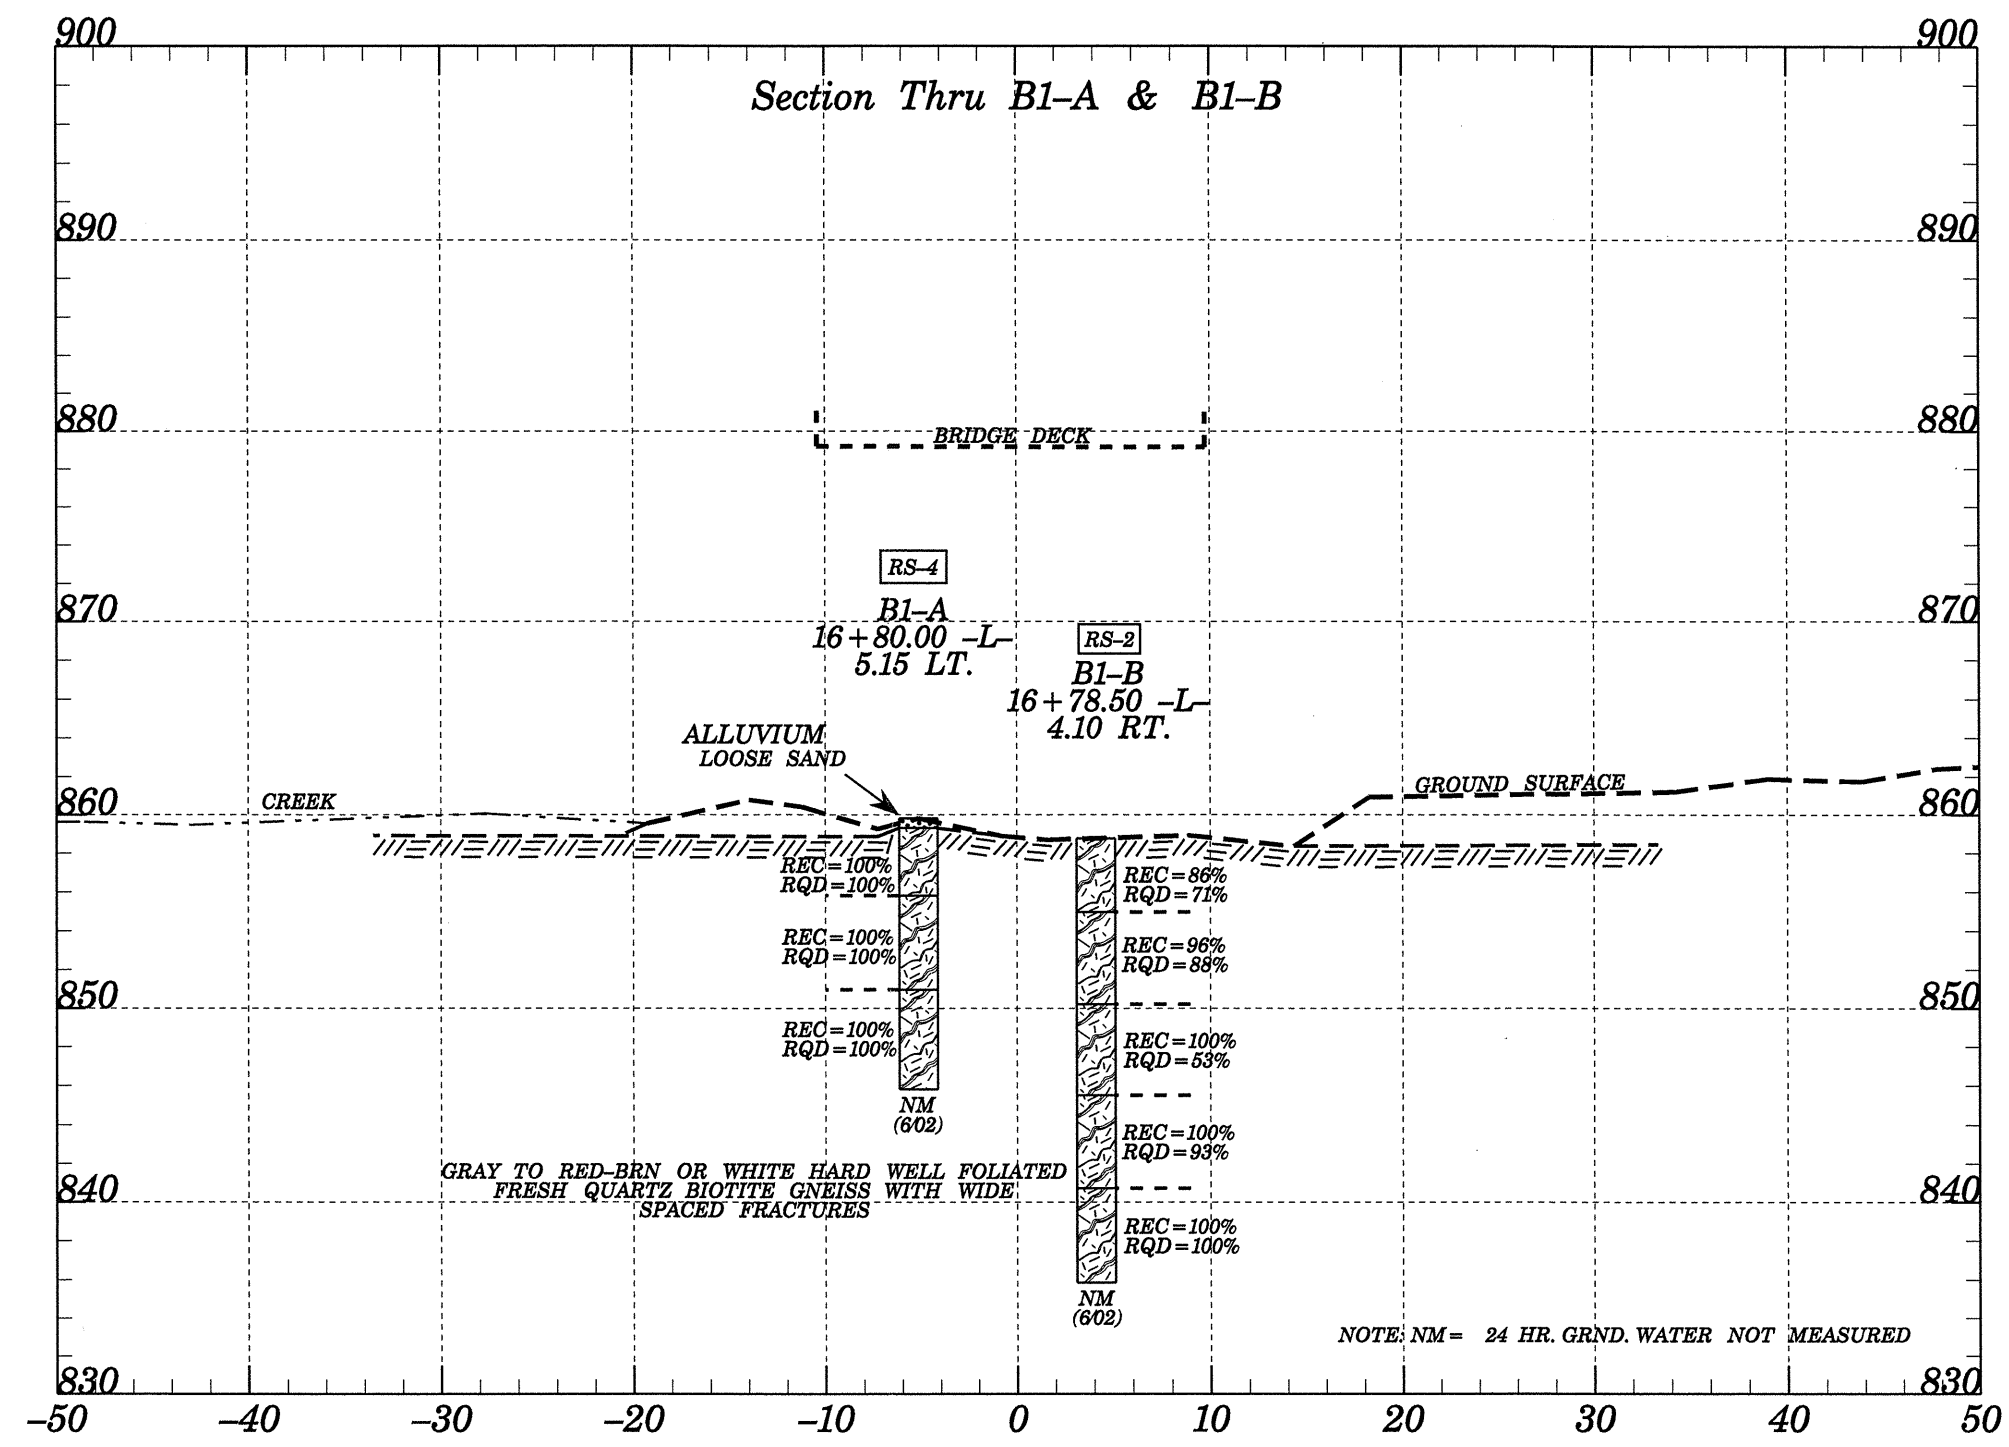 900 900
Section Thru B1-A & B1-B
890 890
880 880
BRIDGE DECK
RS-4
B1-A
16+80.00 -L-
5.15 LT.
870 870
RS-2
B1-B
16+78.50 -L-
4.10 RT.
ALLUVIUM
LOOSE SAND
GROUND SURFACE
CREEK
860 860
REC=100%
RQD=100%
REC=100%
RQD=100%
REC=100%
RQD=100%
NM
(6/02)
REC=86%
RQD=71%
REC=96%
RQD=88%
REC=100%
RQD=53%
REC=100%
RQD=93%
REC=100%
RQD=100%
NM
(6/02)
850 850
GRAY TO RED-BRN OR WHITE HARD WELL FOLIATED
FRESH QUARTZ BIOTITE GNEISS WITH WIDE
SPACED FRACTURES
840 840
NOTE: NM= 24 HR. GRND. WATER NOT MEASURED
830 830
-50 -40 -30 -20 -10 0 10 20 30 40 50